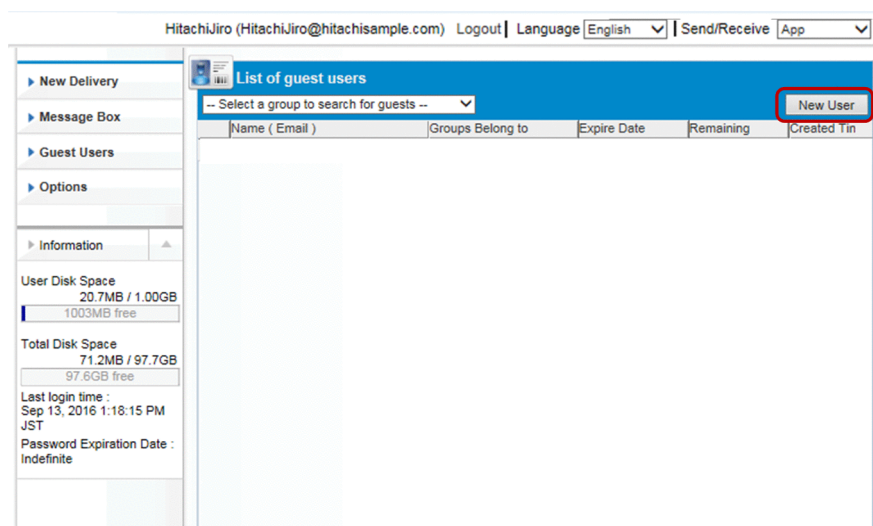 HitachiJiro (HitachiJiro@hitachisample.com) Logout Language English Send/Receive App
New Delivery
Message Box
Guest Users
Options
Information
User Disk Space
20.7MB / 1.00GB
1003MB free
Total Disk Space
71.2MB / 97.7GB
97.6GB free
Last login time :
Sep 13, 2016 1:18:15 PM
JST
Password Expiration Date :
Indefinite
List of guest users
-- Select a group to search for guests --
New User
Name ( Email ) Groups Belong to Expire Date Remaining Created Tin